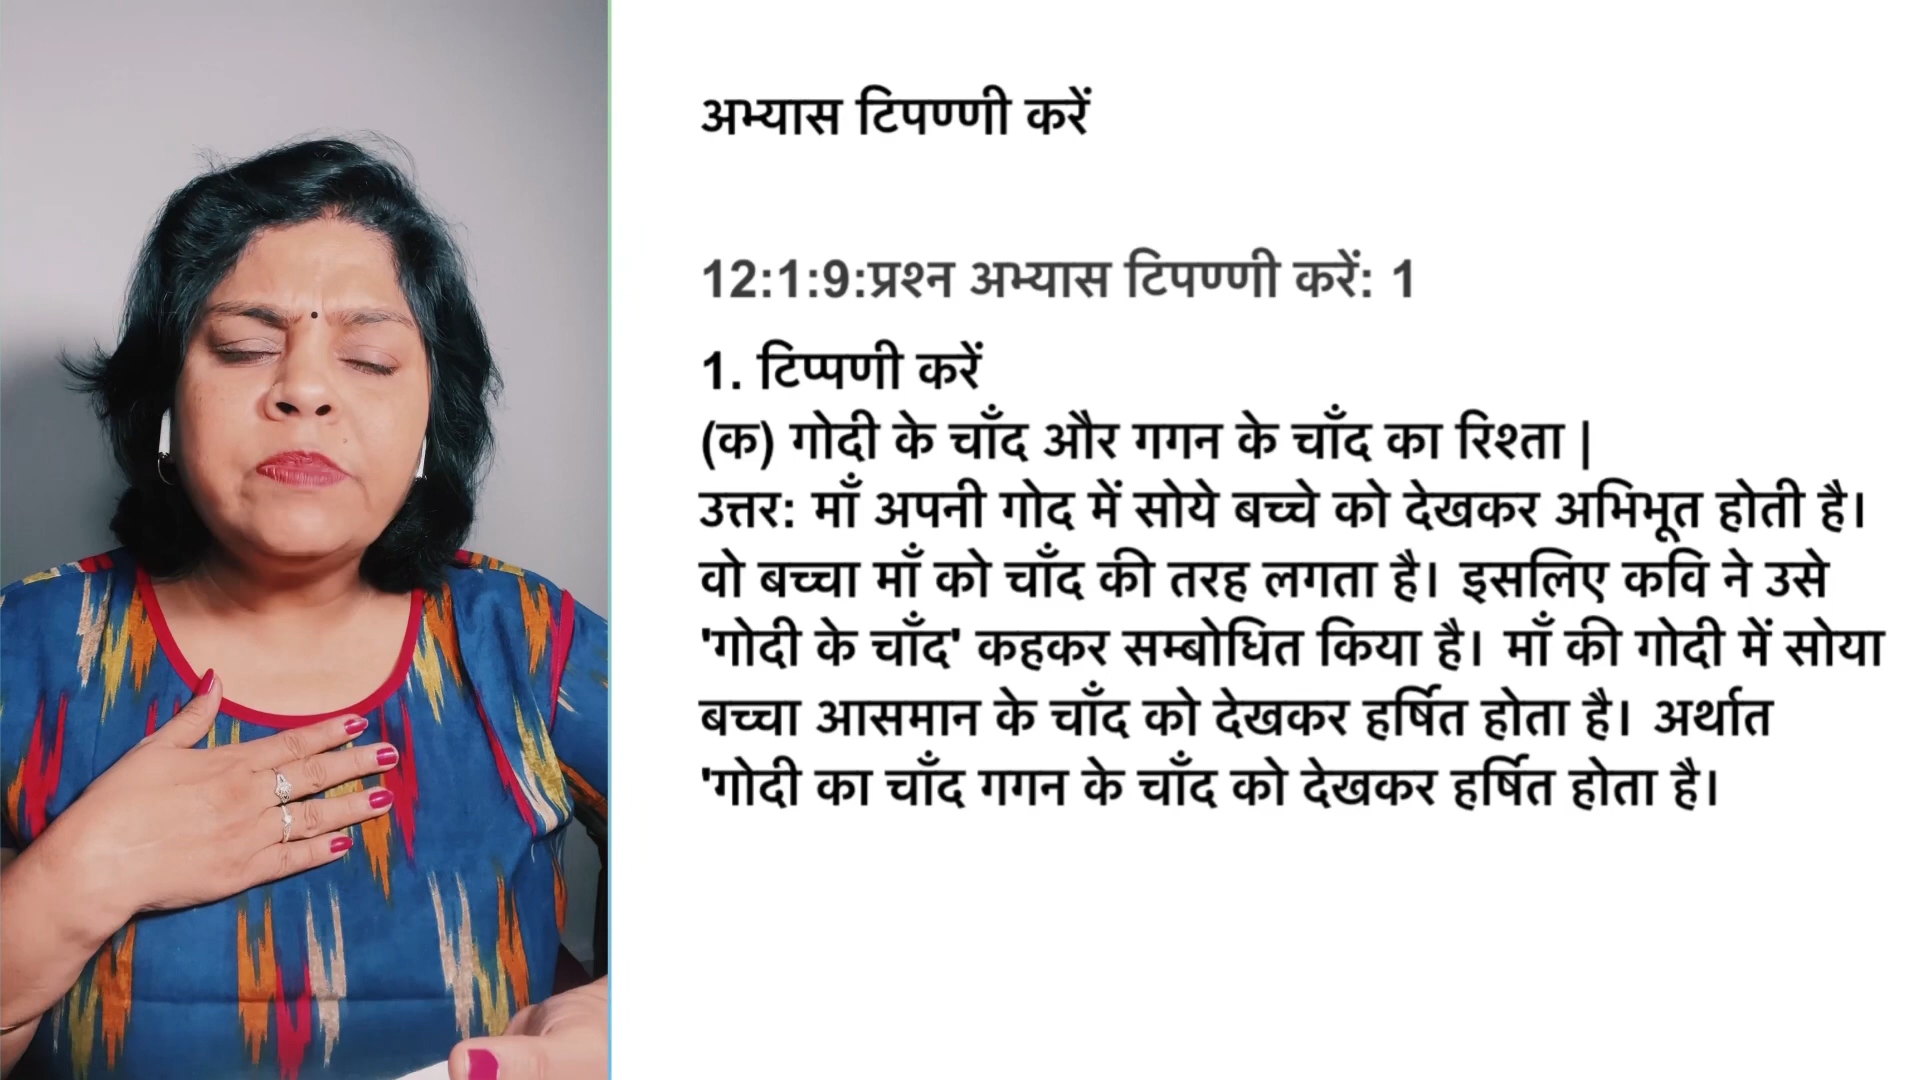 अभ्यास टिपण्णी करें
12:1:9:प्रश्न अभ्यास टिपण्णी करें: 1
1. टिप्पणी करें
(क) गोदी के चाँद और गगन के चाँद का रिश्ता |
उत्तर: माँ अपनी गोद में सोये बच्चे को देखकर अभिभूत होती है।
वो बच्चा माँ को चाँद की तरह लगता है। इसलिए कवि ने उसे
'गोदी के चाँद' कहकर सम्बोधित किया है। माँ की गोदी में सोया
बच्चा आसमान के चाँद को देखकर हर्षित होता है। अर्थात
'गोदी का चाँद गगन के चाँद को देखकर हर्षित होता है।